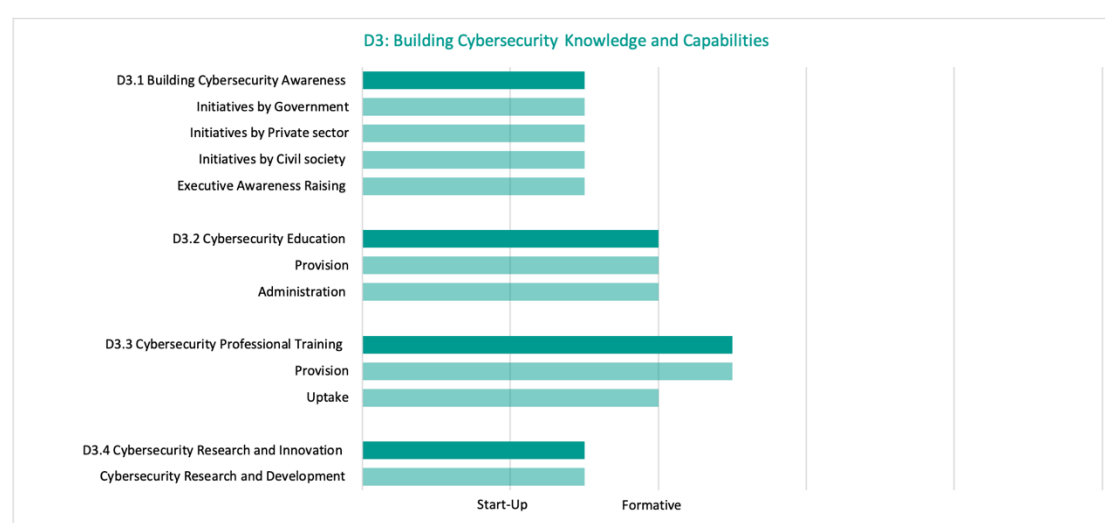 D3: Building Cybersecurity Knowledge and Capabilities
D3.1 Building Cybersecurity Awareness
Initiatives by Government
Initiatives by Private sector
Initiatives by Civil society
Executive Awareness Raising
D3.2 Cybersecurity Education
Provision
Administration
D3.3 Cybersecurity Professional Training
Provision
Uptake
D3.4 Cybersecurity Research and Innovation
Cybersecurity Research and Development
Start-Up Formative